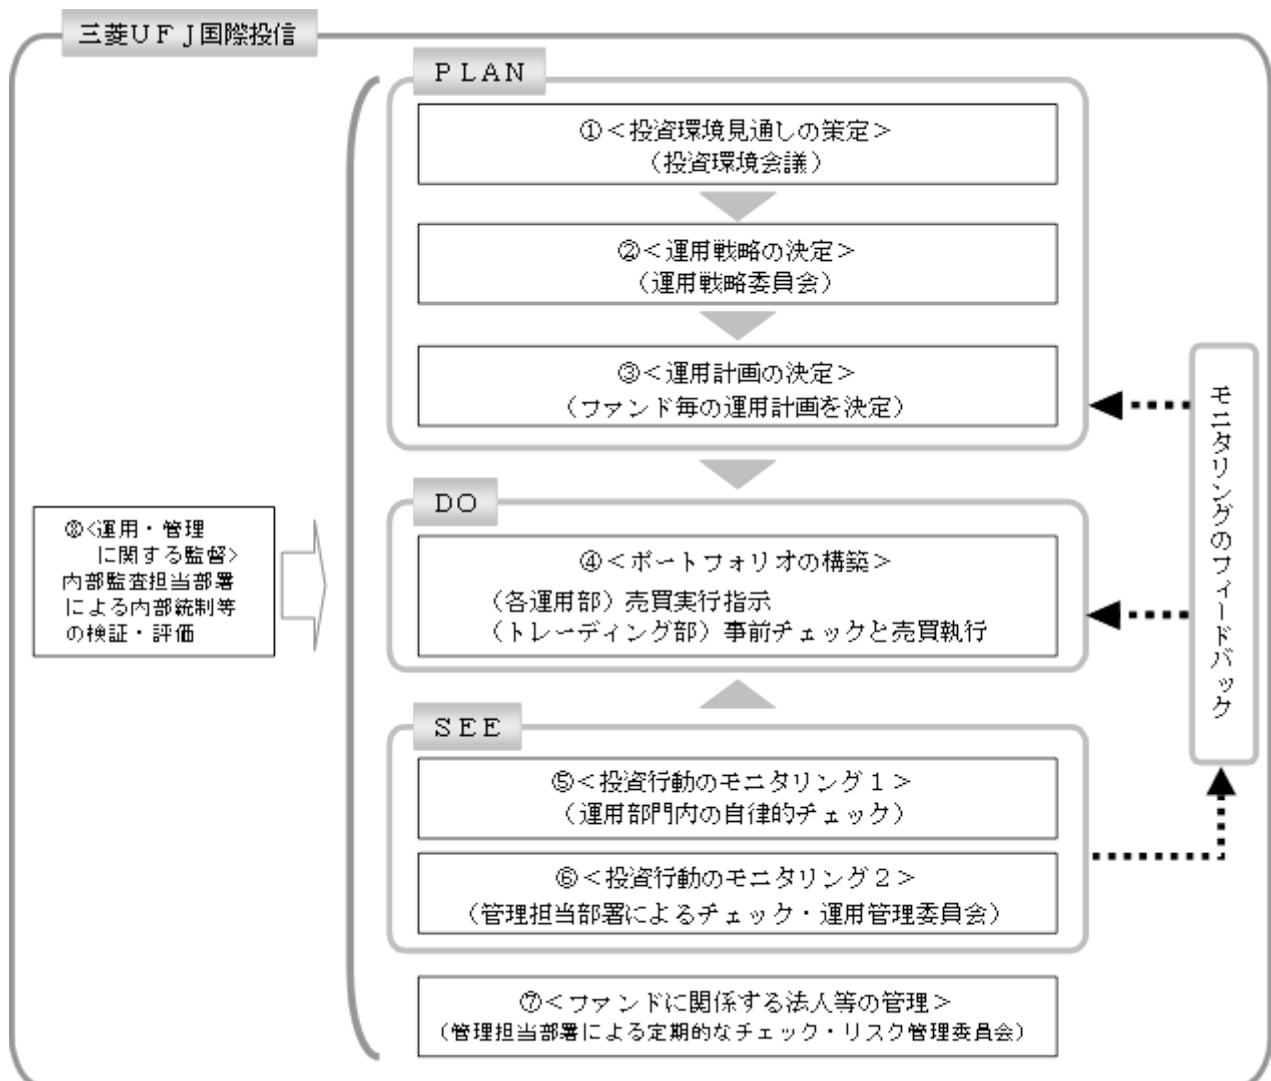 三菱ＵＦＪ国際投信
ＰＬＡＮ
①＜投資環境見通しの策定＞
（投資環境会議）
②＜運用戦略の決定＞
（運用戦略委員会）
③＜運用計画の決定＞
（ファンド毎の運用計画を決定）
ＤＯ
④＜ポートフォリオの構築＞
（各運用部）売買実行指示
（トレーディング部）事前チェックと売買執行
ＳＥＥ
⑤＜投資行動のモニタリング１＞
（運用部門内の自律的チェック）
⑥＜投資行動のモニタリング２＞
（管理担当部署によるチェック・運用管理委員会）
⑦＜ファンドに関係する法人等の管理＞
（管理担当部署による定期的なチェック・リスク管理委員会）
⑧<運用・管理
に関する監督>
内部監査担当部署
による内部統制等
の検証・評価
モニタリングのフィードバック